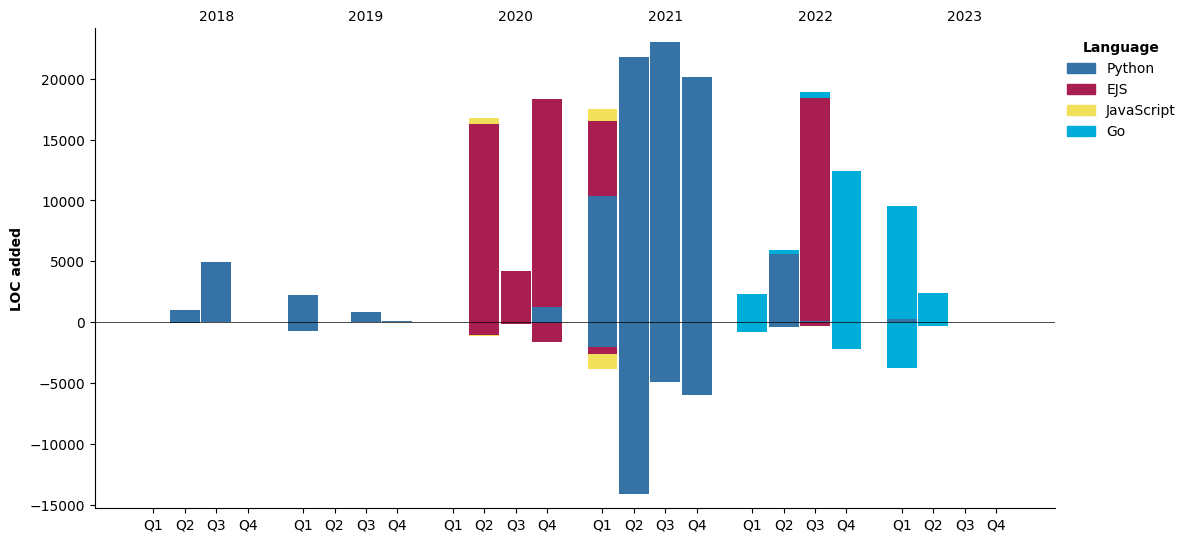 2018 2019 2020 2021 2022 2023
Language
Python
EJS
JavaScript
Go
LOC added
20000
15000
10000
5000
0
−5000
−10000
−15000
Q1 Q2 Q3 Q4 Q1 Q2 Q3 Q4 Q1 Q2 Q3 Q4 Q1 Q2 Q3 Q4 Q1 Q2 Q3 Q4 Q1 Q2 Q3 Q4